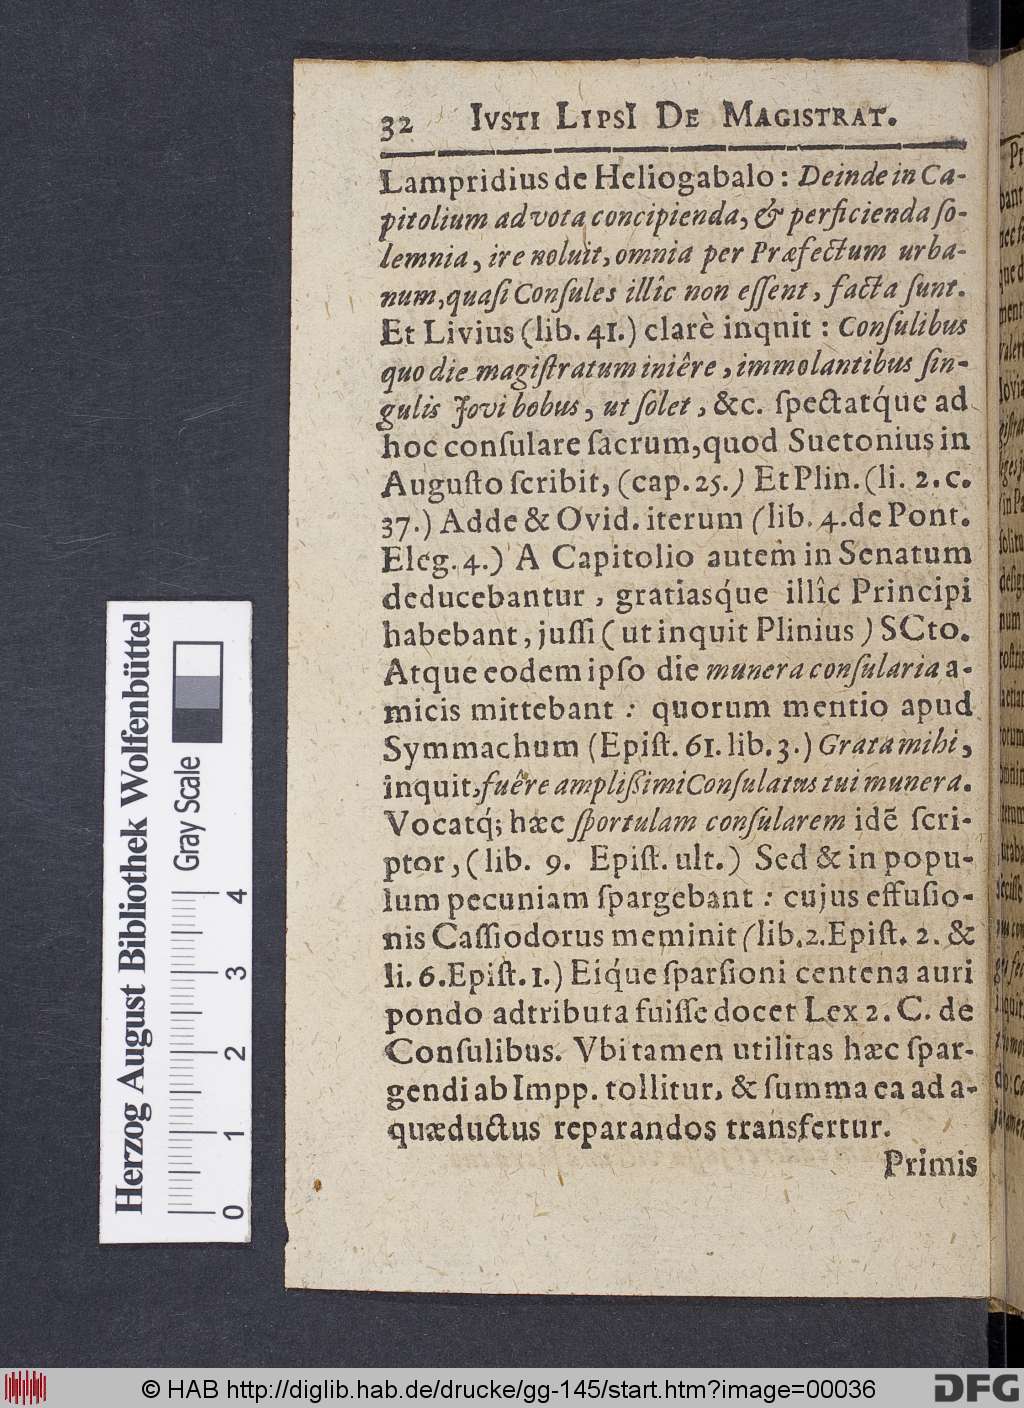 32 IVSTI LIPSI DE MAGISTRAT.
Lampridius de Heliogabalo: Deinde in Ca-
pitolium ad vota concipienda, & perficienda ſo-
lemnia, ire noluit, omnia per Præfectum urba-
num, quaſi Conſules illîc non eſſent, facta ſunt.
Et Livius (lib. 41.) clarè inqnit: Conſulibus
quo die magiſtratum iniêre, immolantibus ſin-
gulis Jovi bobus, ut ſolet, &c. ſpectatq́ue ad
hoc conſulare ſacrum, quod Suetonius in
Auguſto ſcribit, (cap. 25.) Et Plin. (li. 2. c.
37.) Adde & Ovid. iterum (lib. 4. de Pont.
Eleg. 4.) A Capitolio autem in Senatum
deducebantur, gratiasq́ue illîc Principi
habebant, juſſi (ut inquit Plinius) SCto.
Atque eodem ipſo die munera conſularia a-
micis mittebant: quorum mentio apud
Symmachum (Epiſt. 61. lib. 3.) Grata mihi,
inquit, fuêre ampliſſimi Conſulatus tui munera.
Vocatq́; hæc ſportulam conſularem idē ſcri-
ptor, (lib. 9. Epiſt. ult.) Sed & in popu-
lum pecuniam ſpargebant: cujus effuſio-
nis Caſſiodorus meminit (lib. 2. Epiſt. 2. &
li. 6. Epiſt. 1.) Eiq́ue ſparſioni centena auri
pondo adtributa fuiſſe docet Lex 2. C. de
Conſulibus. Vbi tamen utilitas hæc ſpar-
gendi ab Impp. tollitur, & ſumma ea ad a-
quæductus reparandos transfertur.
Primis
Herzog August Bibliothek Wolfenbüttel
Gray Scale
0 1 2 3 4
© HAB http://diglib.hab.de/drucke/gg-145/start.htm?image=00036
DFG